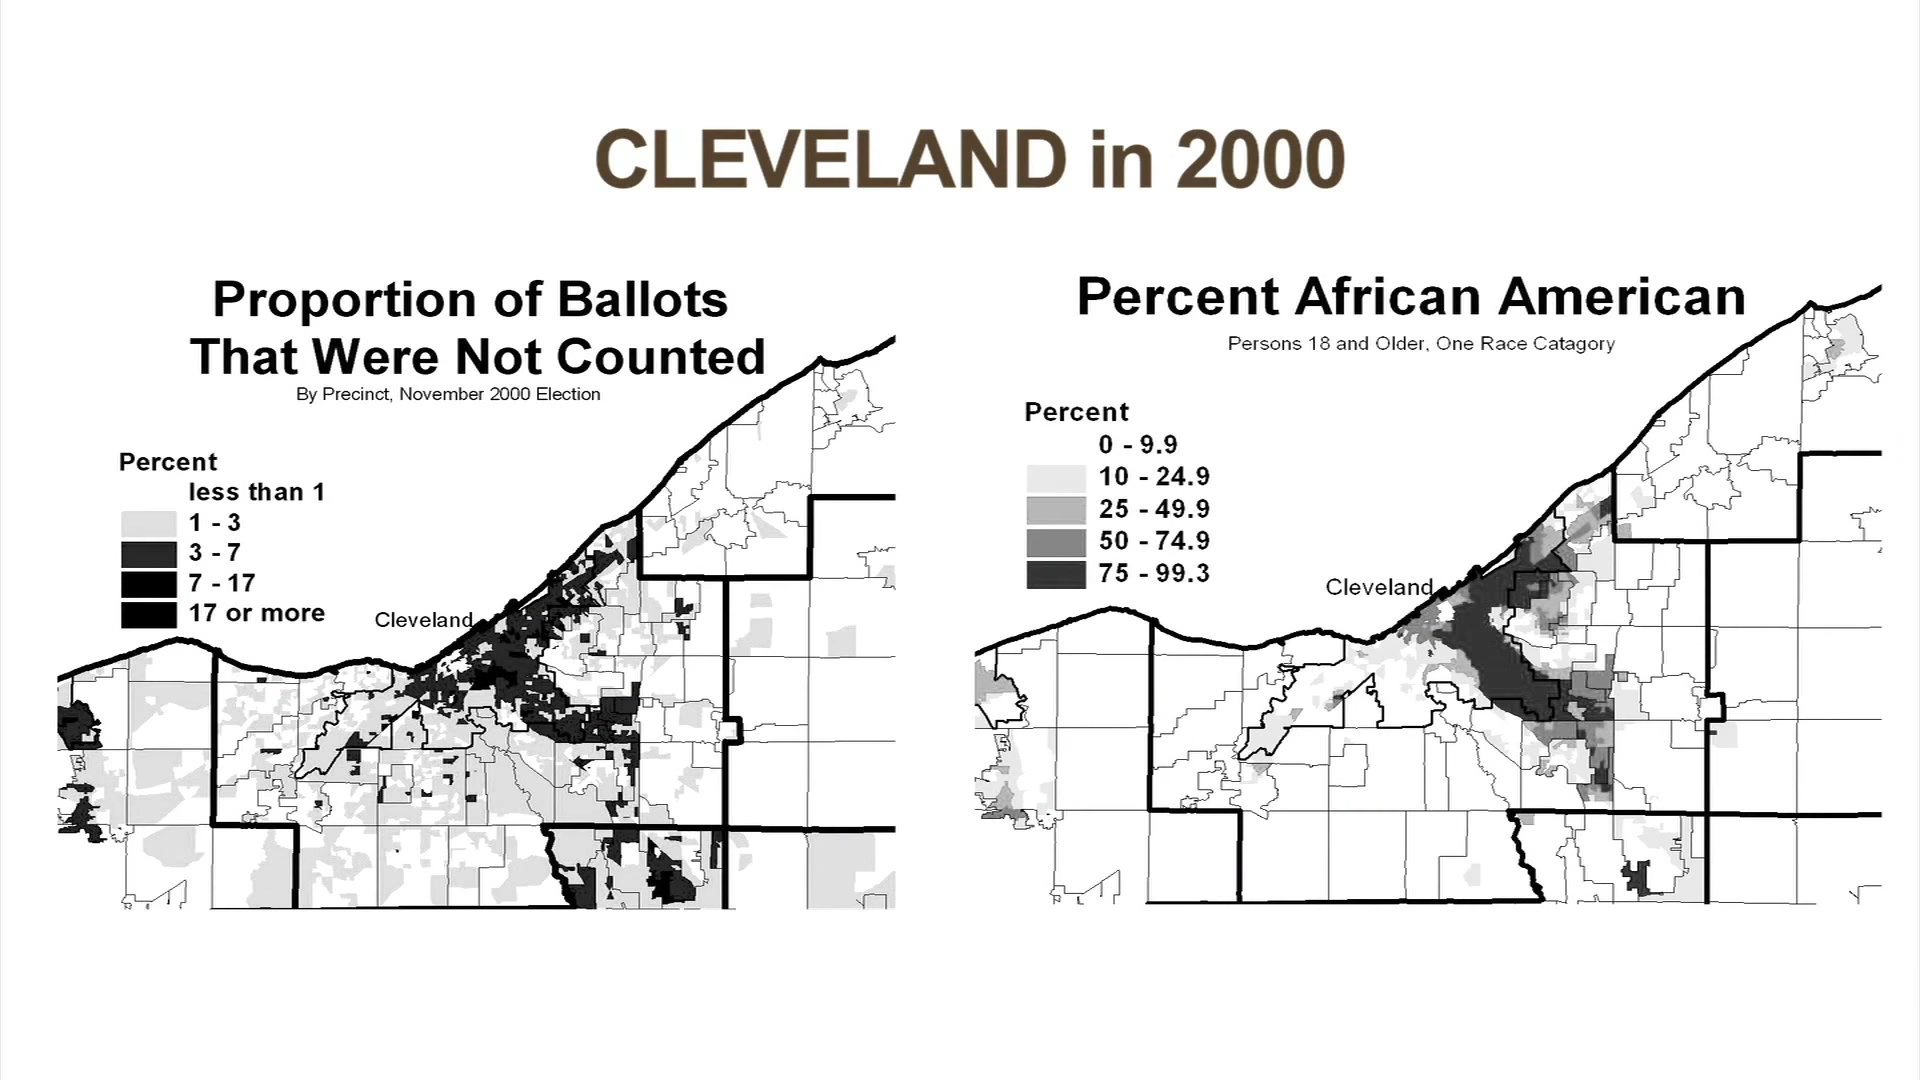 CLEVELAND in 2000
Proportion of Ballots
That Were Not Counted
By Precinct, November 2000 Election
Percent
less than 1
1 - 3
3 - 7
7 - 17
17 or more
Cleveland
Percent African American
Persons 18 and Older, One Race Catagory
Percent
0 - 9.9
10 - 24.9
25 - 49.9
50 - 74.9
75 - 99.3
Cleveland